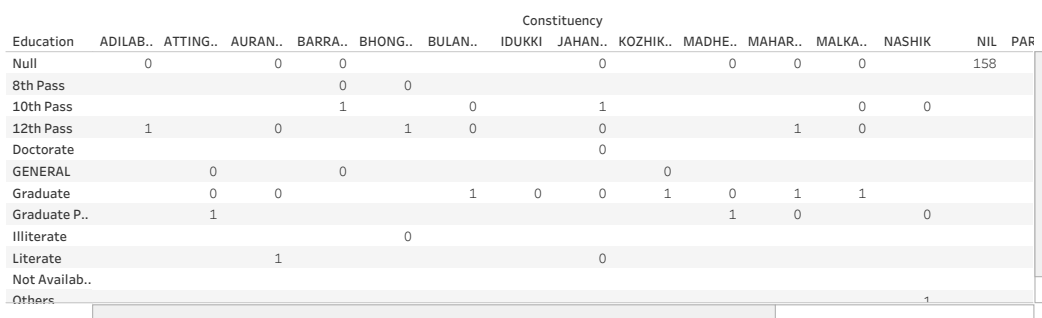 Constituency
Education ADILAB.. ATTING.. AURAN.. BARRA.. BHONG.. BULAN.. IDUKKI JAHAN.. KOZHIK.. MADHE.. MAHAR.. MALKA.. NASHIK NIL PAR
Null 0 0 0 0 0 0 0 158
8th Pass 0 0
10th Pass 1 0 1 0 0
12th Pass 1 0 1 0 0 1 0
Doctorate 0
GENERAL 0 0 0
Graduate 0 0 1 0 0 1 0 1 1
Graduate P.. 1 1 0 0
Illiterate 0
Literate 1 0
Not Availab..
Others 1